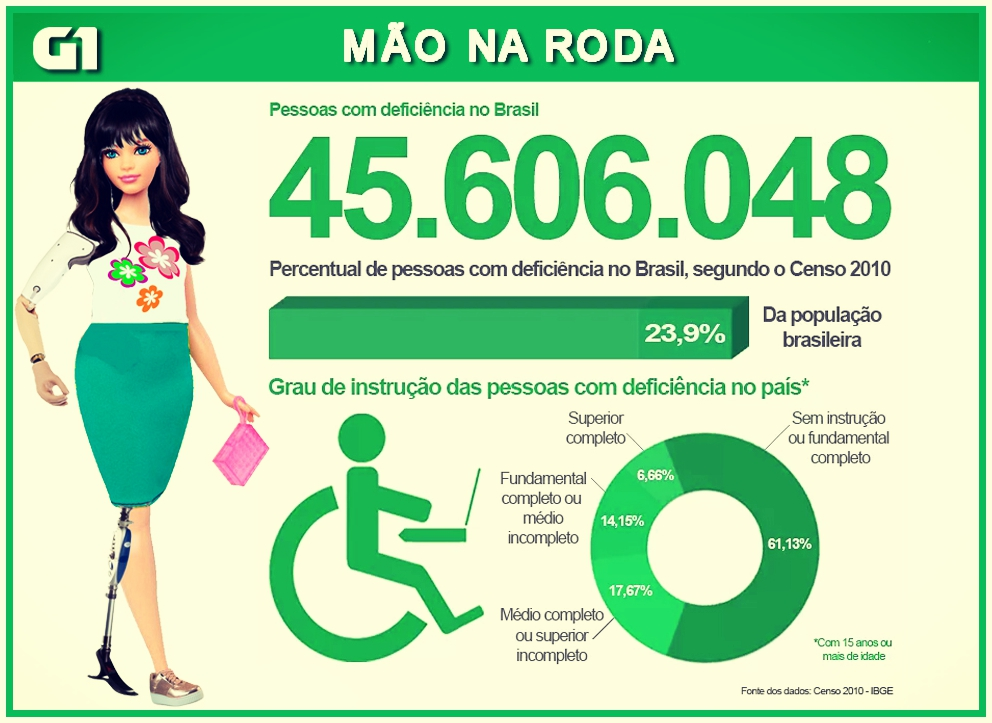 G1
MÃO NA RODA
Pessoas com deficiência no Brasil
45.606.048
Percentual de pessoas com deficiência no Brasil, segundo o Censo 2010
23,9%
Da população
brasileira
Grau de instrução das pessoas com deficiência no país*
Superior
completo
Sem instrução
ou fundamental
completo
Fundamental
completo ou
médio
incompleto
6,66%
14,15%
61,13%
17,67%
Médio completo
ou superior
incompleto
*Com 15 anos ou
mais de idade
Fonte dos dados: Censo 2010 - IBGE